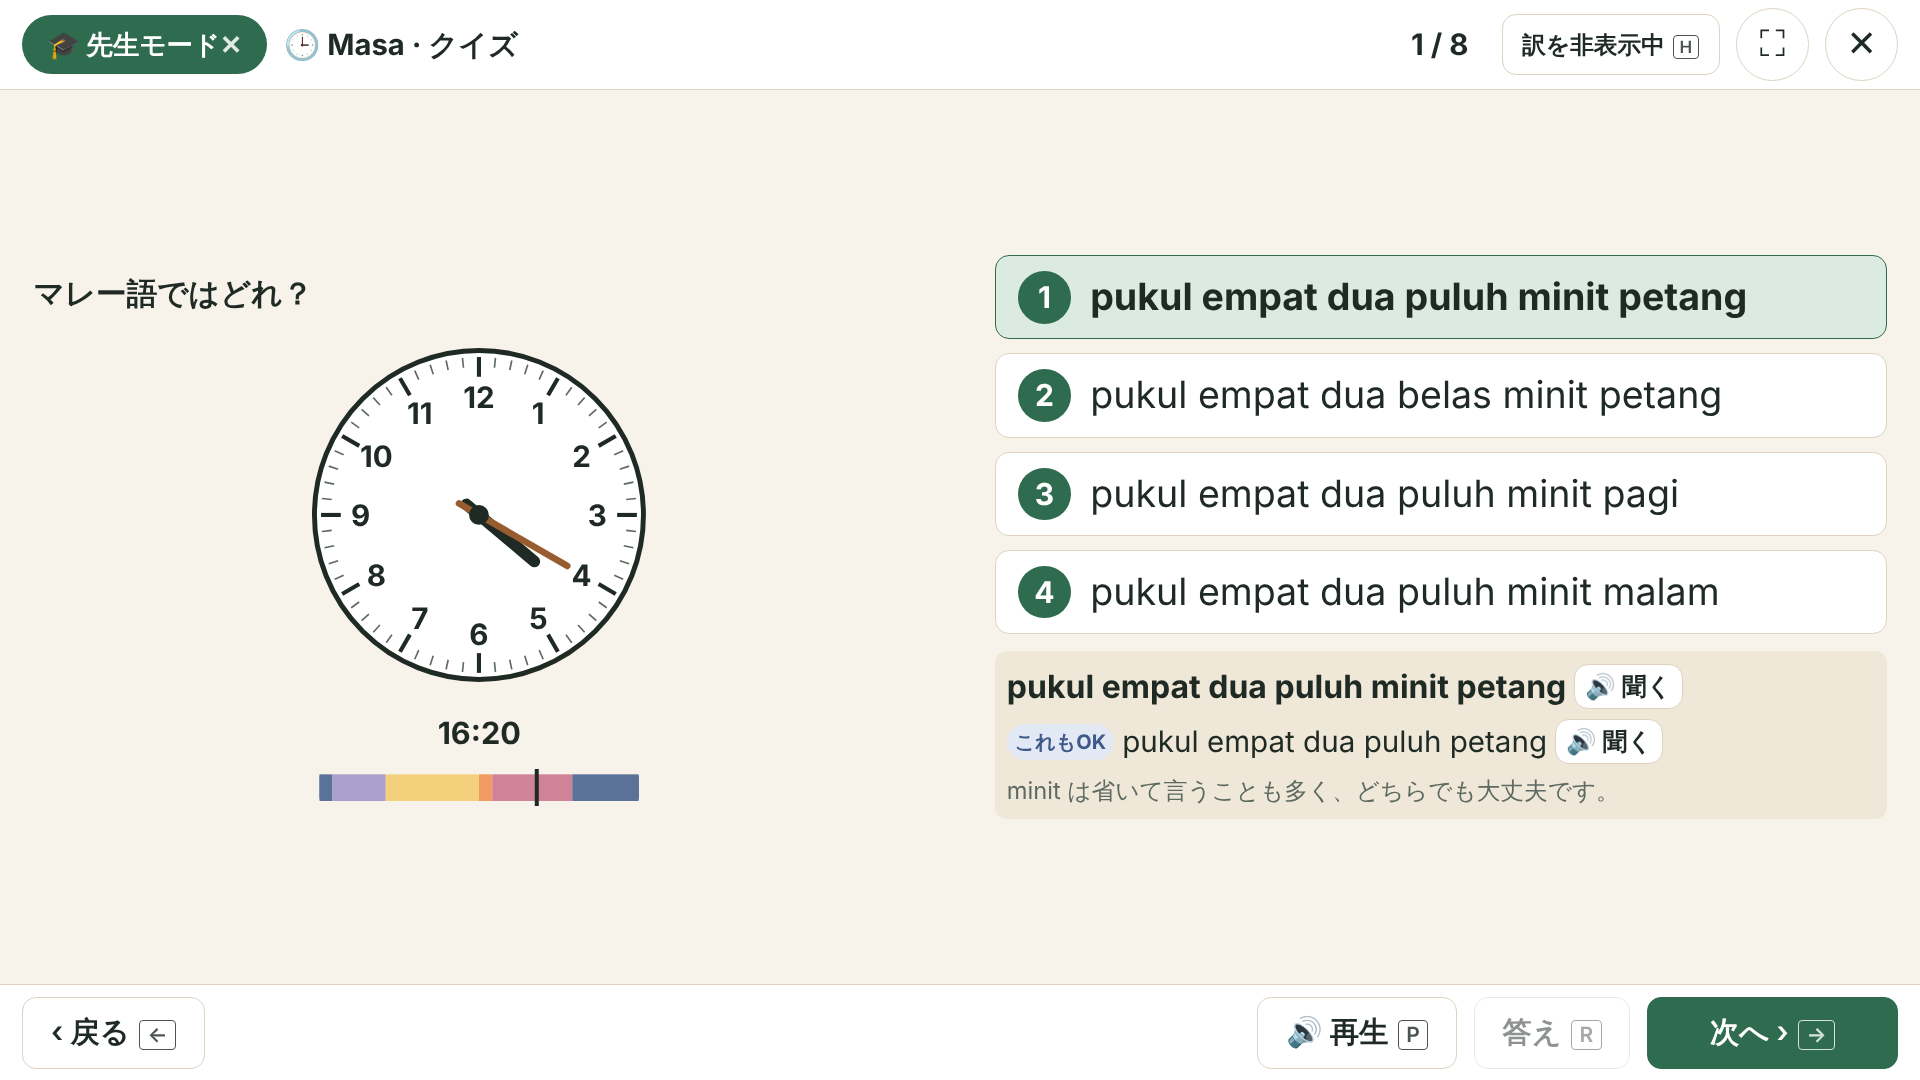 🎓 先生モード✕
🕒 Masa · クイズ
1 / 8
訳を非表示中 H
✕
マレー語ではどれ？
12
1
2
3
4
5
6
7
8
9
10
11
16:20
1 pukul empat dua puluh minit petang
2 pukul empat dua belas minit petang
3 pukul empat dua puluh minit pagi
4 pukul empat dua puluh minit malam
pukul empat dua puluh minit petang 🔊 聞く
これもOK pukul empat dua puluh petang 🔊 聞く
minit は省いて言うことも多く、どちらでも大丈夫です。
‹ 戻る ←
🔊 再生 P
答え R
次へ › →